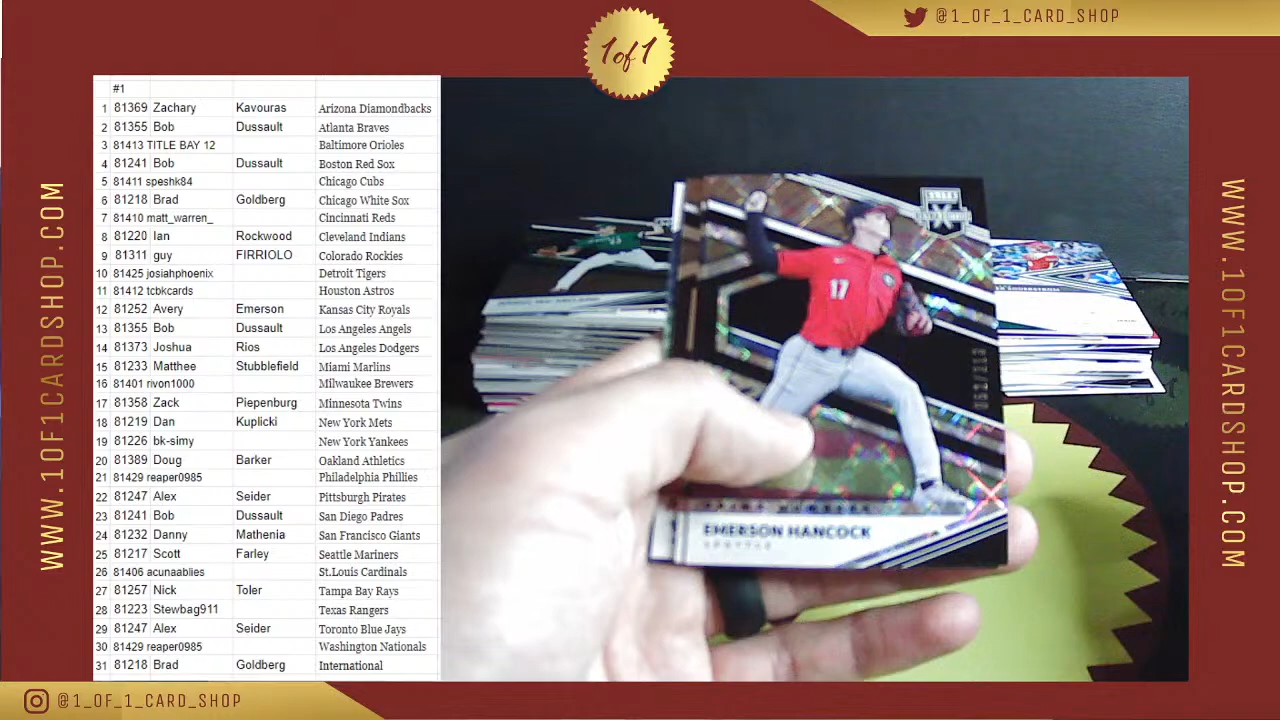 @1_OF_1_CARD_SHOP
1of1
#1
1 81369 Zachary Kavouras Arizona Diamondbacks
2 81355 Bob Dussault Atlanta Braves
3 81413 TITLE BAY 12 Baltimore Orioles
4 81241 Bob Dussault Boston Red Sox
5 81411 speshk84 Chicago Cubs
6 81218 Brad Goldberg Chicago White Sox
7 81410 matt_warren_ Cincinnati Reds
8 81220 Ian Rockwood Cleveland Indians
9 81311 guy FIRRIOLO Colorado Rockies
10 81425 josiahphoenix Detroit Tigers
11 81412 tcbkcards Houston Astros
12 81252 Avery Emerson Kansas City Royals
13 81355 Bob Dussault Los Angeles Angels
14 81373 Joshua Rios Los Angeles Dodgers
15 81233 Matthee Stubblefield Miami Marlins
16 81401 rivon1000 Milwaukee Brewers
17 81358 Zack Piepenburg Minnesota Twins
18 81219 Dan Kuplicki New York Mets
19 81226 bk-simy New York Yankees
20 81389 Doug Barker Oakland Athletics
21 81429 reaper0985 Philadelphia Phillies
22 81247 Alex Seider Pittsburgh Pirates
23 81241 Bob Dussault San Diego Padres
24 81232 Danny Mathenia San Francisco Giants
25 81217 Scott Farley Seattle Mariners
26 81406 acunaablies St.Louis Cardinals
27 81257 Nick Toler Tampa Bay Rays
28 81223 Stewbag911 Texas Rangers
29 81247 Alex Seider Toronto Blue Jays
30 81429 reaper0985 Washington Nationals
31 81218 Brad Goldberg International
WWW.1OF1CARDSHOP.COM
ELITE
17
EMERSON HANCOCK
SEATTLE
WWW.1OF1CARDSHOP.COM
@1_OF_1_CARD_SHOP